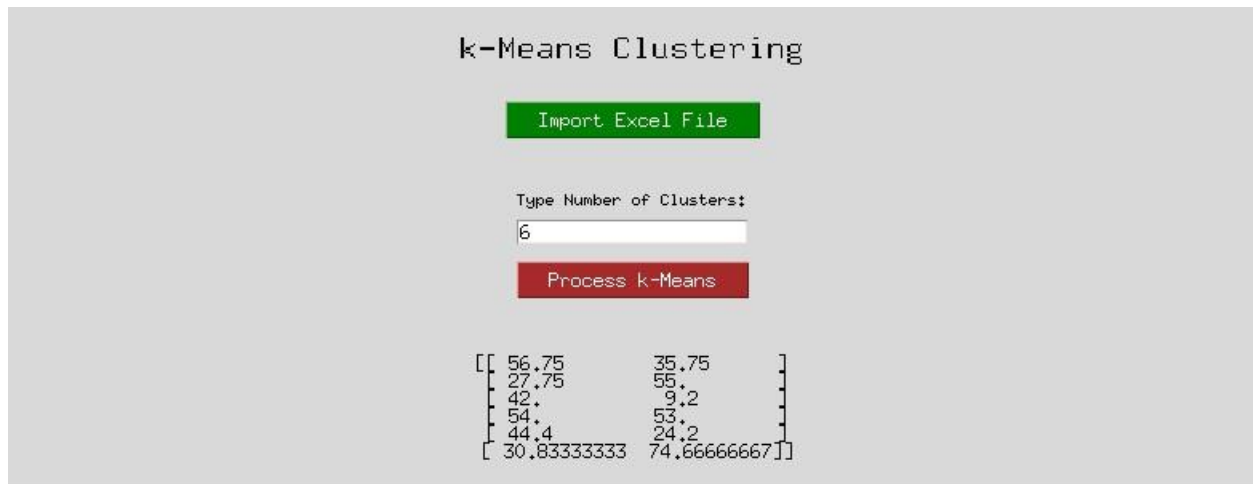 k-Means Clustering
Import Excel File
Type Number of Clusters:
6
Process k-Means
[[ 56.75 35.75 ]
[ 27.75 55. ]
[ 42. 9.2 ]
[ 54. 53. ]
[ 44.4 24.2 ]
[ 30.83333333 74.66666667]]